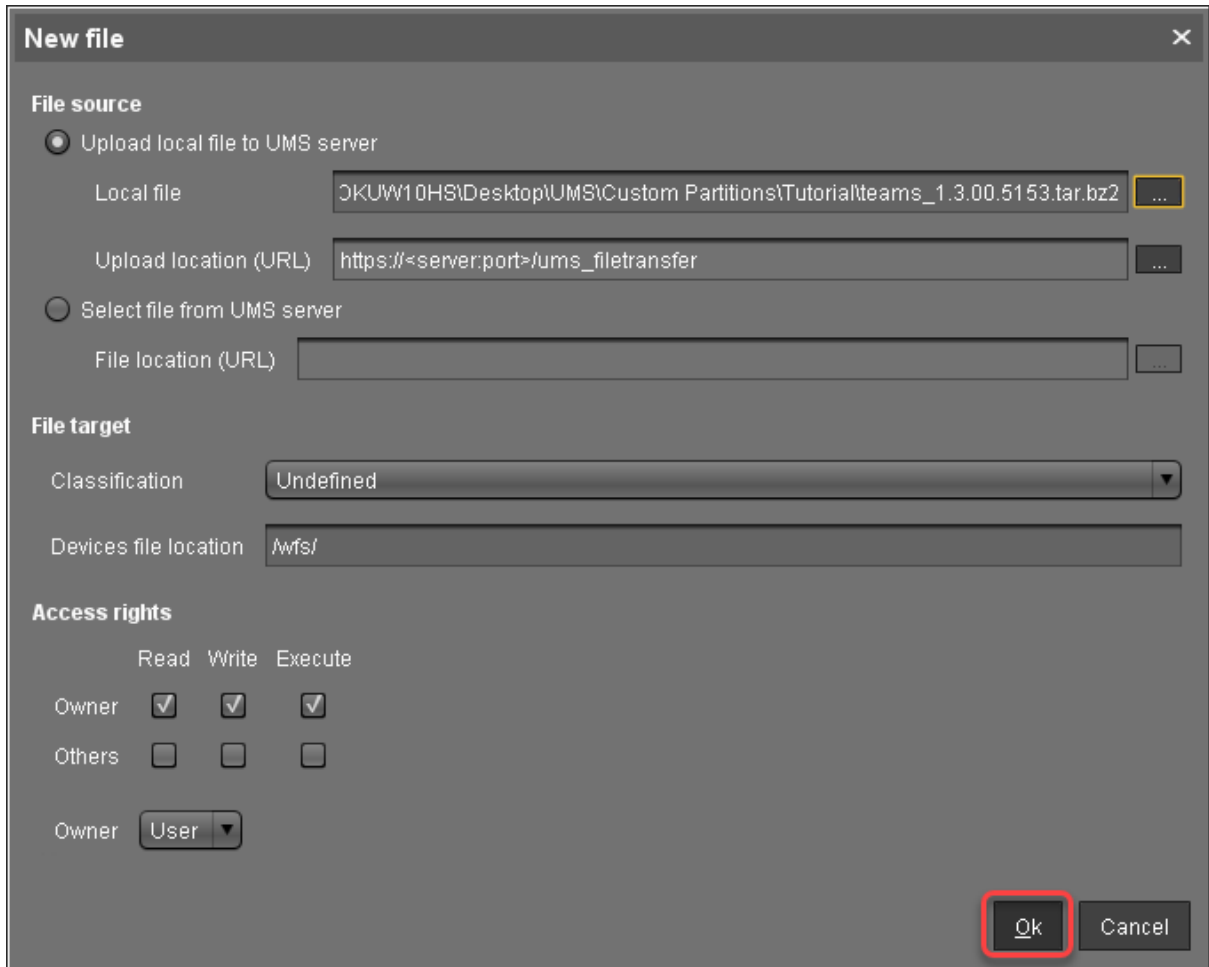 New file
File source
Upload local file to UMS server
Local file JKUW10HS\Desktop\UMS\Custom Partitions\Tutorial\teams_1.3.00.5153.tar.bz2 ...
Upload location (URL) https://<server:port>/ums_filetransfer ...
Select file from UMS server
File location (URL) ...
File target
Classification Undefined
Devices file location /wfs/
Access rights
Read Write Execute
Owner
Others
Owner User
Ok Cancel